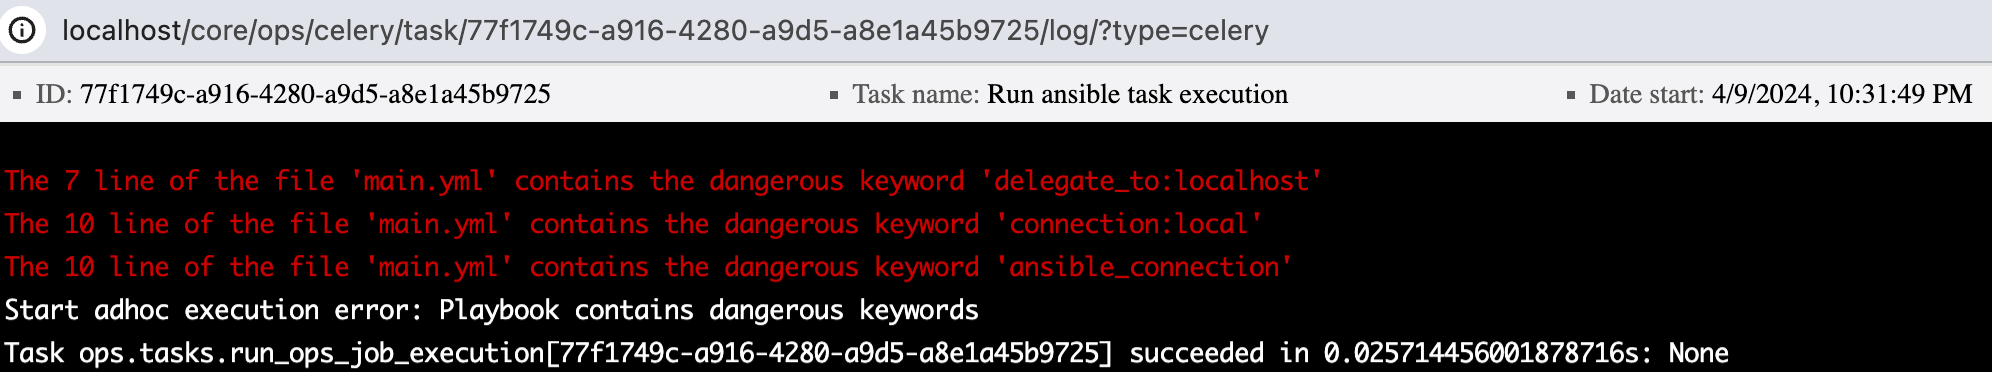 localhost/core/ops/celery/task/77f1749c-a916-4280-a9d5-a8e1a45b9725/log/?type=celery
ID: 77f1749c-a916-4280-a9d5-a8e1a45b9725 Task name: Run ansible task execution Date start: 4/9/2024, 10:31:49 PM
The 7 line of the file 'main.yml' contains the dangerous keyword 'delegate_to:localhost'
The 10 line of the file 'main.yml' contains the dangerous keyword 'connection:local'
The 10 line of the file 'main.yml' contains the dangerous keyword 'ansible_connection'
Start adhoc execution error: Playbook contains dangerous keywords
Task ops.tasks.run_ops_job_execution[77f1749c-a916-4280-a9d5-a8e1a45b9725] succeeded in 0.025714456001878716s: None